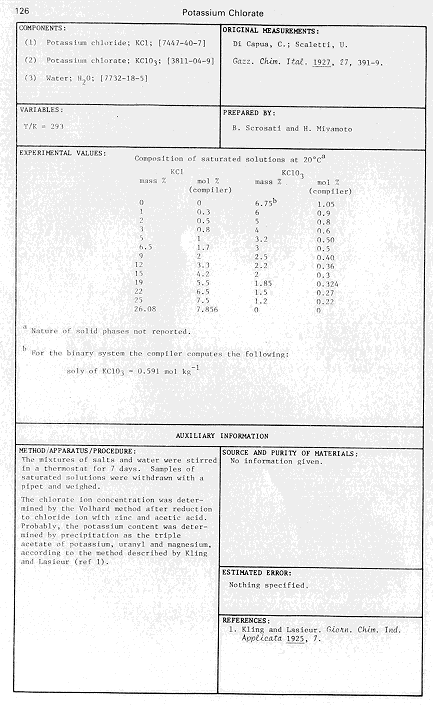 126
Potassium Chlorate
COMPONENTS:
(1) Potassium chloride; KCl; [7447-40-7]
(2) Potassium chlorate; KClO3; [3811-04-9]
(3) Water; H2O; [7732-18-5]
ORIGINAL MEASUREMENTS:
Di Capua, C.; Scaletti, U.
Gazz. Chim. Ital. 1927, 27, 391-9.
VARIABLES:
T/K = 293
PREPARED BY:
B. Scrosati and H. Miyamoto
EXPERIMENTAL VALUES:
Composition of saturated solutions at 20°Ca
KCl KClO3
mass % mol % mass % mol %
(compiler) (compiler)
0 0 6.75b 1.05
1 0.3 6 0.9
2 0.5 5 0.8
3 0.8 4 0.6
5 1 3.2 0.50
6.5 1.7 3 0.5
9 2 2.5 0.40
12 3.3 2.2 0.36
15 4.2 2 0.3
19 5.5 1.85 0.324
22 6.5 1.5 0.27
25 7.5 1.2 0.22
26.08 7.856 0 0
a Nature of solid phases not reported.
b For the binary system the compiler computes the following:
soly of KClO3 = 0.591 mol kg-1
AUXILIARY INFORMATION
METHOD/APPARATUS/PROCEDURE:
The mixtures of salts and water were stirred
in a thermostat for 7 days. Samples of
saturated solutions were withdrawn with a
pipet and weighed.
The chlorate ion concentration was deter-
mined by the Volhard method after reduction
to chloride ion with zinc and acetic acid.
Probably, the potassium content was deter-
mined by precipitation as the triple
acetate of potassium, uranyl and magnesium,
according to the method described by Kling
and Lasieur (ref 1).
SOURCE AND PURITY OF MATERIALS:
No information given.
ESTIMATED ERROR:
Nothing specified.
REFERENCES:
1. Kling and Lasieur. Giorn. Chim. Ind.
Applicata 1925, 7.